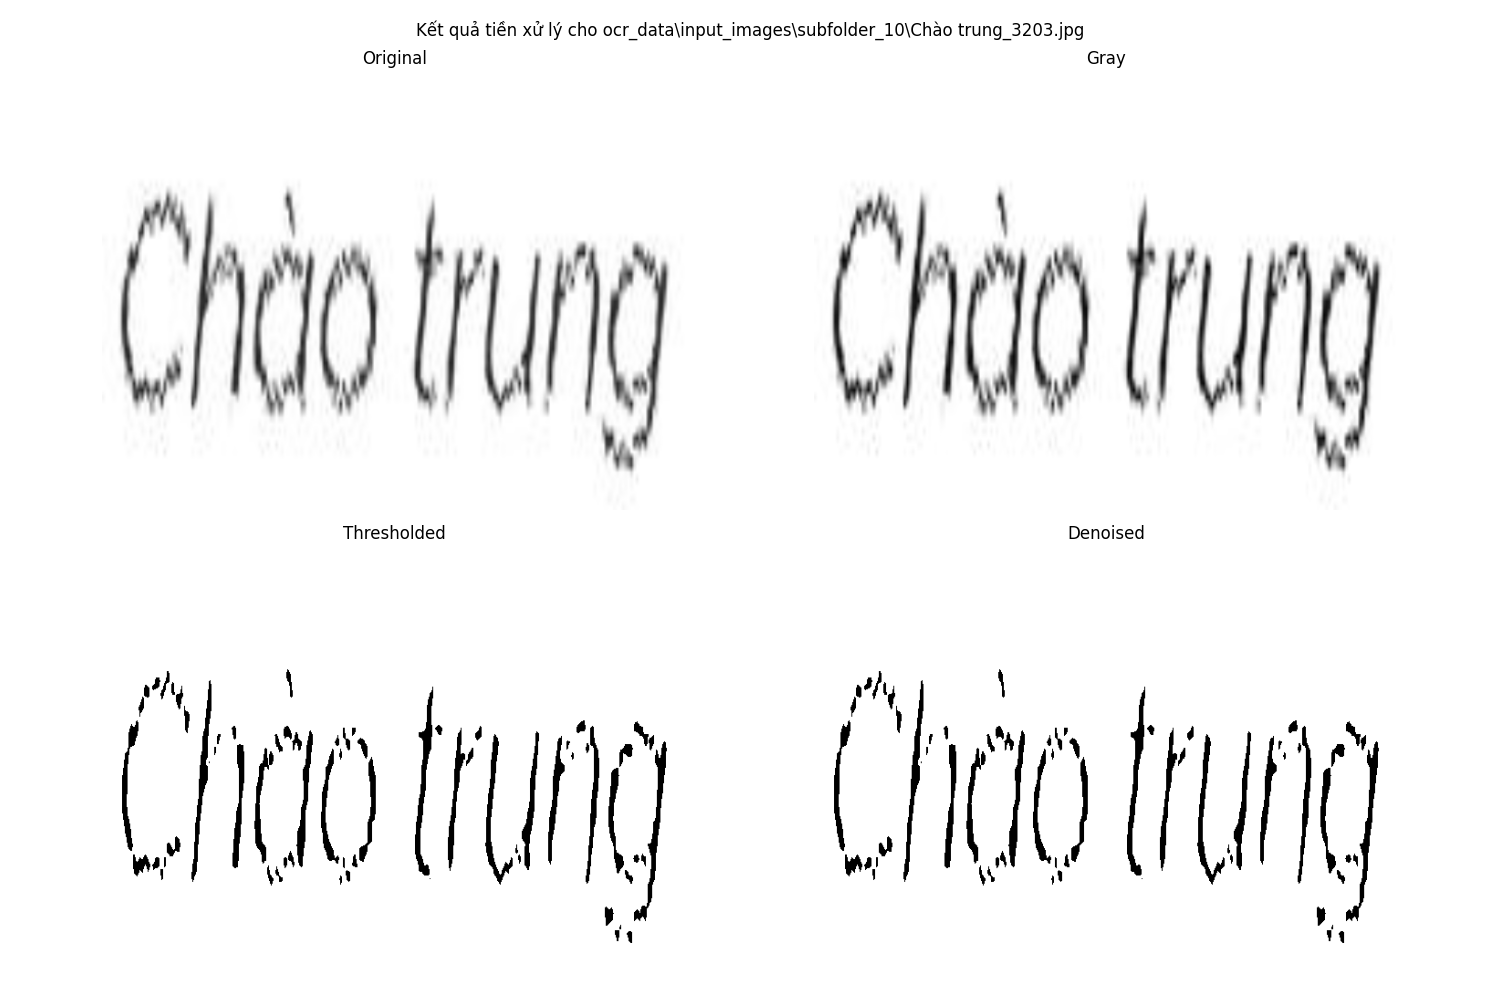 Kết quả tiền xử lý cho ocr_data\input_images\subfolder_10\Chào trung_3203.jpg
Original
Gray
Chào trung
Chào trung
Thresholded
Denoised
Chào trung
Chào trung